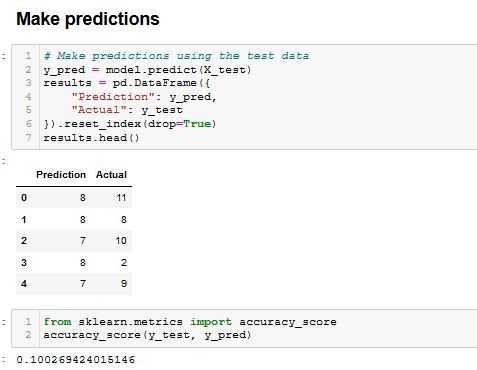 Make predictions
: 1 # Make predictions using the test data
2 y_pred = model.predict(X_test)
3 results = pd.DataFrame({
4 "Prediction": y_pred,
5 "Actual": y_test
6 }).reset_index(drop=True)
7 results.head()
:
Prediction Actual
0 8 11
1 8 8
2 7 10
3 8 2
4 7 9
: 1 from sklearn.metrics import accuracy_score
2 accuracy_score(y_test, y_pred)
: 0.100269424015146